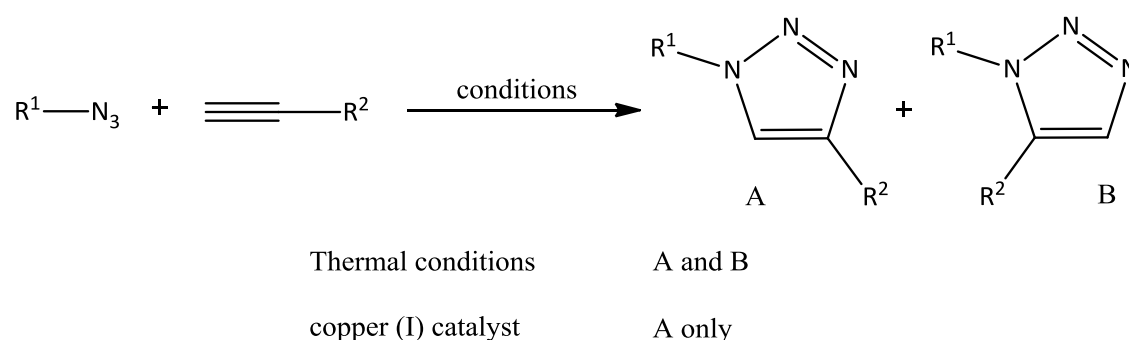 R¹—N₃ + ≡—R² conditions R¹ N N N R² A + R¹ N N N R² B
Thermal conditions A and B
copper (I) catalyst A only